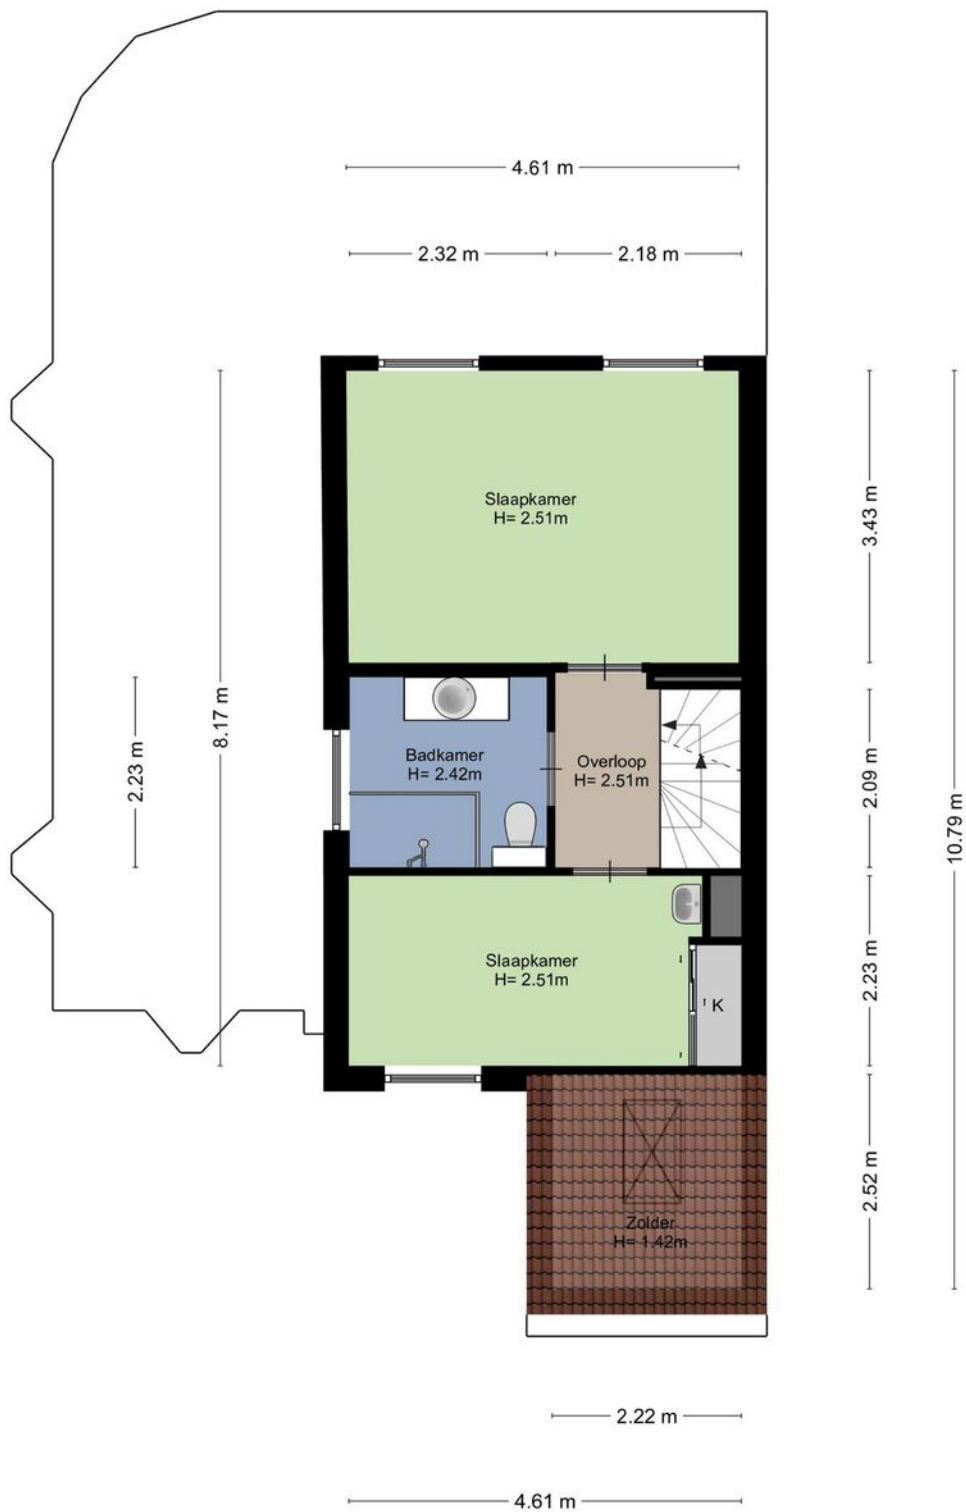 4.61 m
2.32 m
2.18 m
Slaapkamer
H= 2.51m
3.43 m
8.17 m
2.23 m
Badkamer
H= 2.42m
Overloop
H= 2.51m
2.09 m
10.79 m
Slaapkamer
H= 2.51m
K
2.23 m
Zolder
H= 1.42m
2.52 m
2.22 m
4.61 m